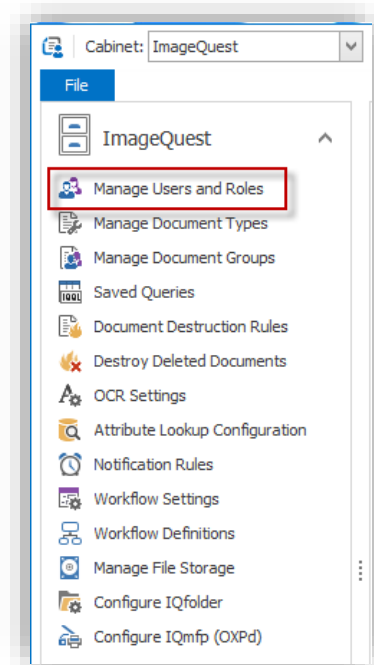 Cabinet: ImageQuest
File
ImageQuest
Manage Users and Roles
Manage Document Types
Manage Document Groups
IQQL Saved Queries
Document Destruction Rules
Destroy Deleted Documents
OCR Settings
Attribute Lookup Configuration
Notification Rules
Workflow Settings
Workflow Definitions
Manage File Storage
Configure IQfolder
Configure IQmfp (OXPd)